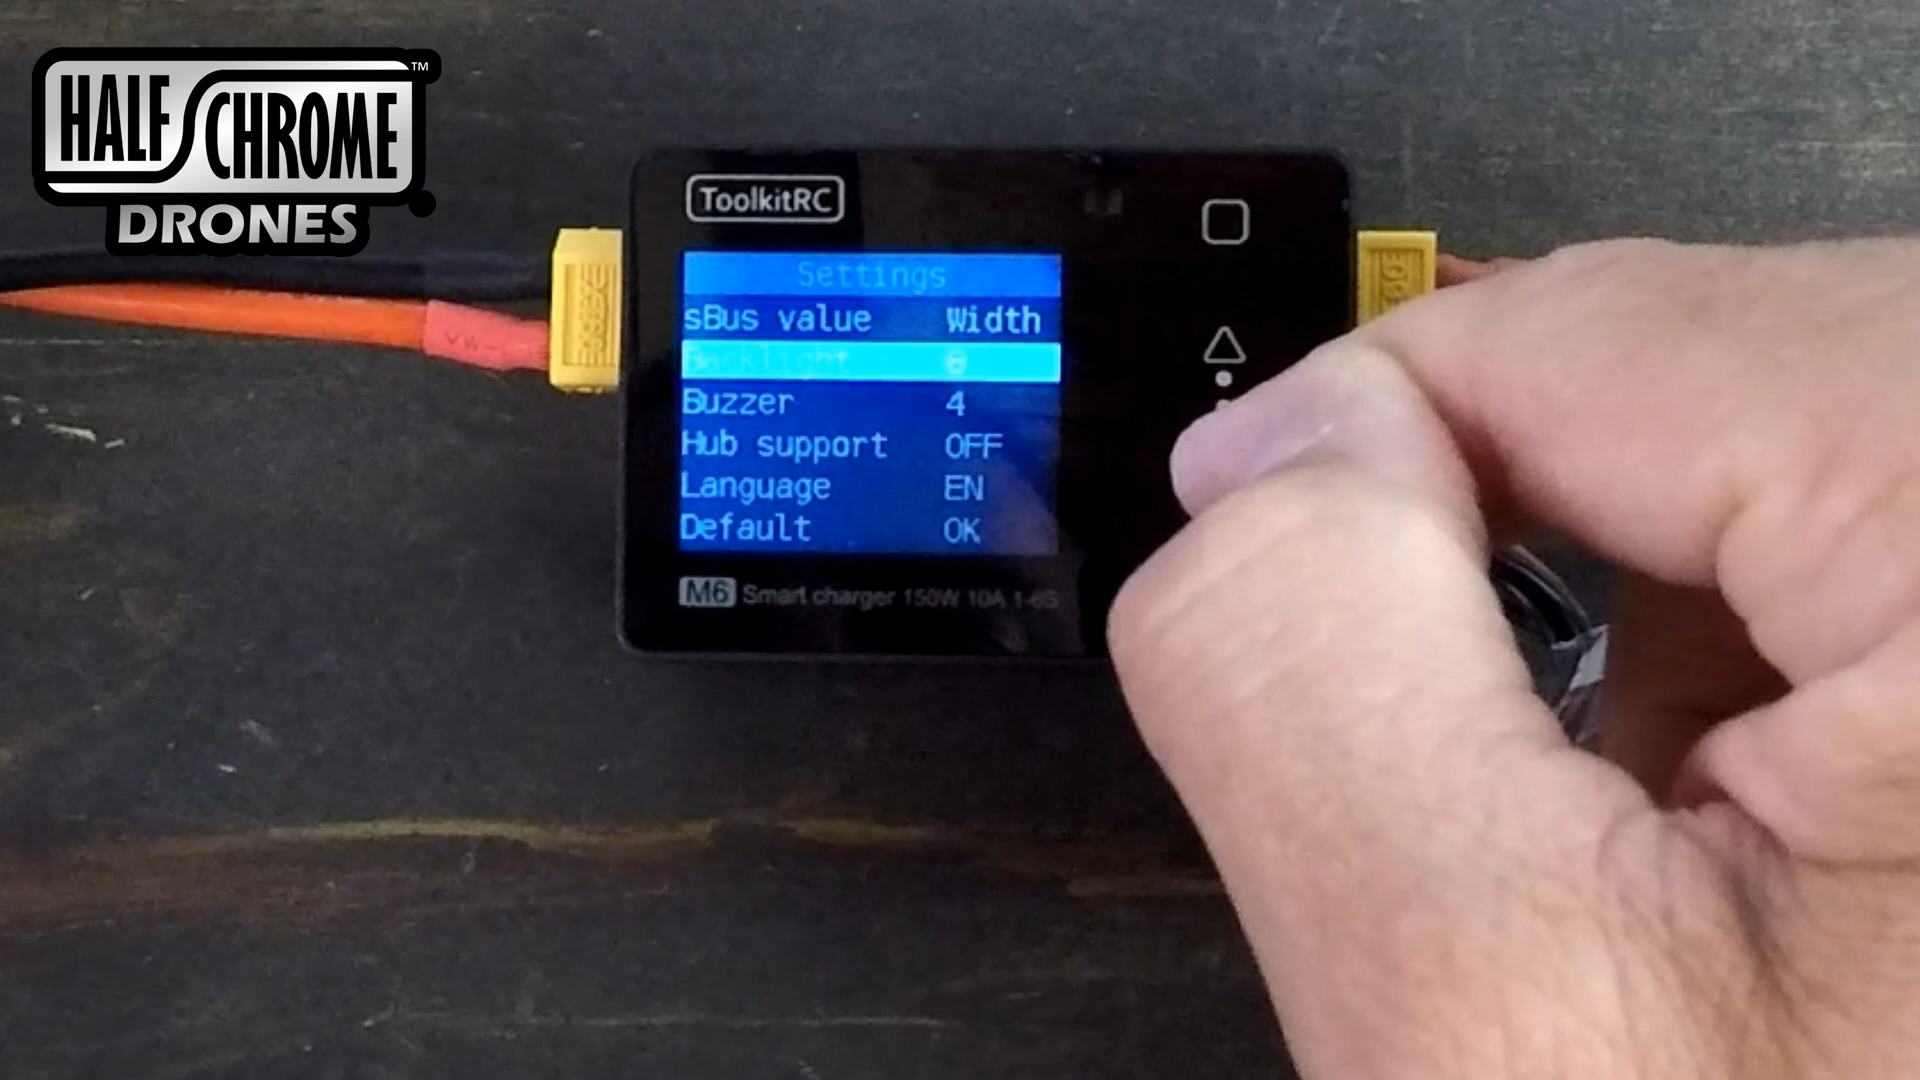 HALF CHROME™
DRONES
ToolkitRC
Settings
sBus value Width
Backlight 8
Buzzer 4
Hub support OFF
Language EN
Default OK
M6 Smart charger 150W 10A 1-6S